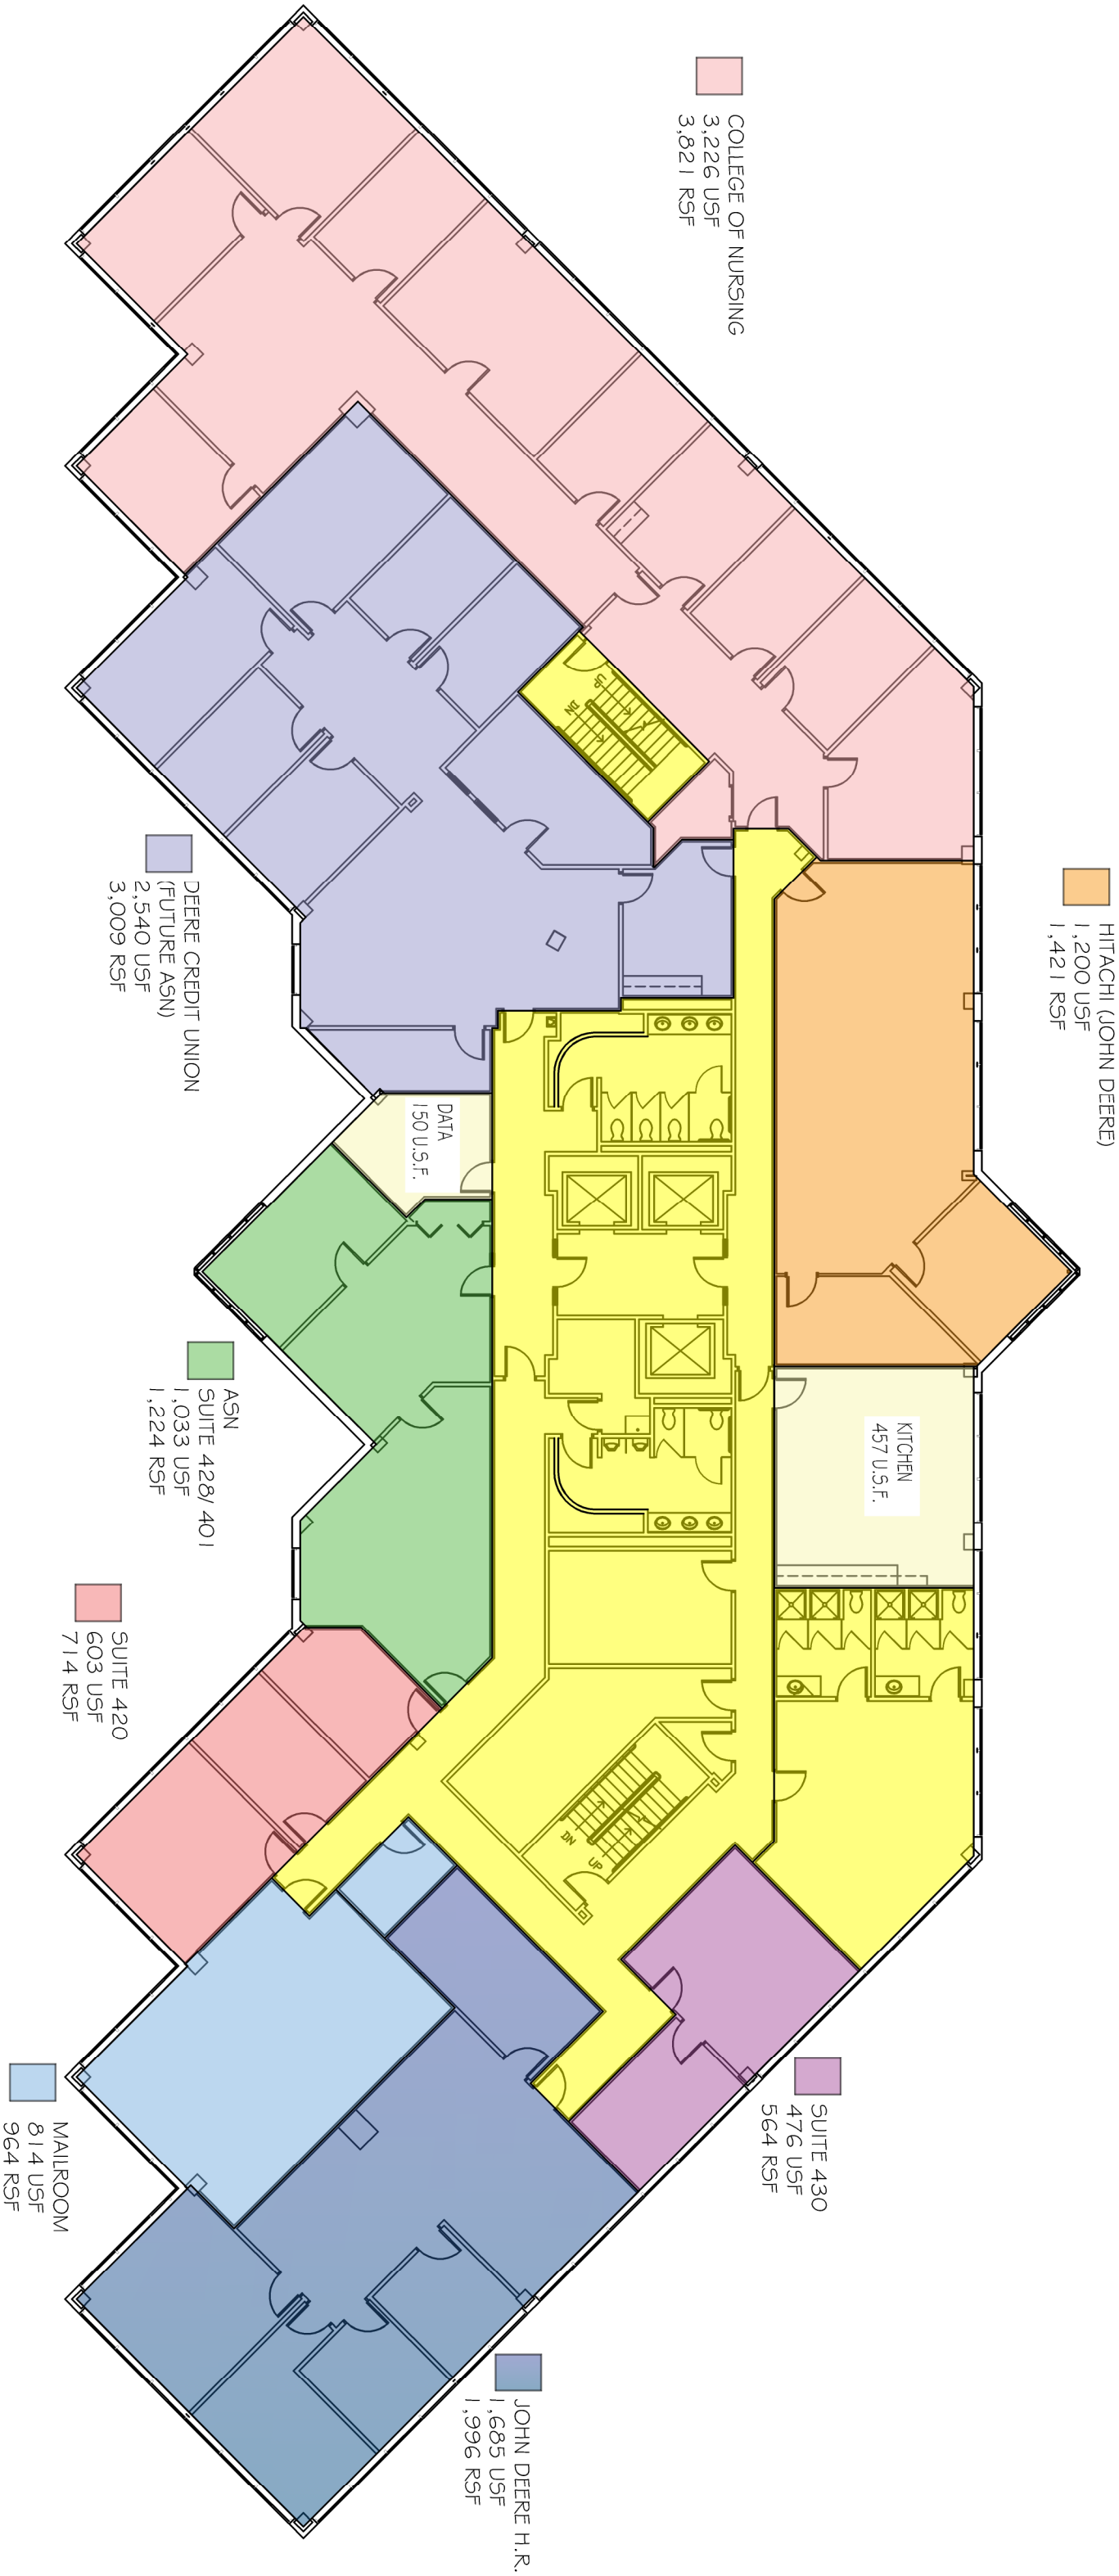 COLLEGE OF NURSING
3,226 USF
3,821 RSF
HITACHI (JOHN DEERE)
1,200 USF
1,421 RSF
UP
DN
DEERE CREDIT UNION
(FUTURE ASN)
2,540 USF
3,009 RSF
DATA
150 U.S.F.
KITCHEN
457 U.S.F.
ASN
SUITE 428/401
1,033 USF
1,224 RSF
SUITE 420
603 USF
714 RSF
DN
UP
SUITE 430
476 USF
564 RSF
MAILROOM
814 USF
964 RSF
JOHN DEERE H.R.
1,685 USF
1,996 RSF